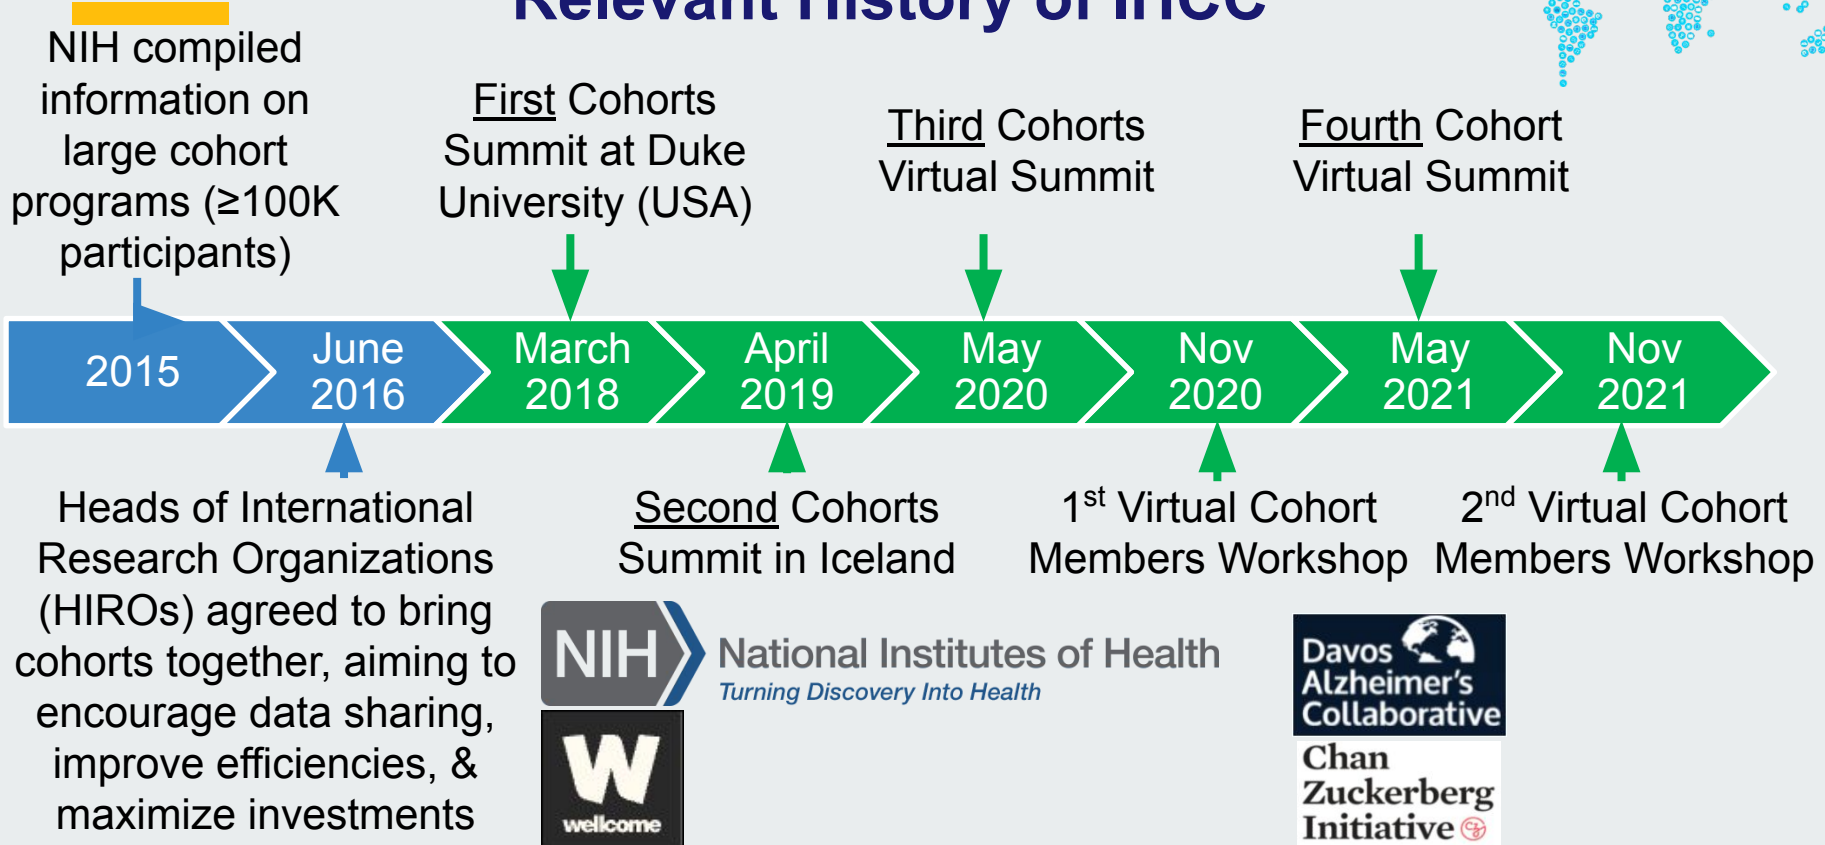 Relevant History of IHCC
NIH compiled
information on
large cohort
programs (≥100K
participants)
First Cohorts
Summit at Duke
University (USA)
Third Cohorts
Virtual Summit
Fourth Cohort
Virtual Summit
2015
June
2016
March
2018
April
2019
May
2020
Nov
2020
May
2021
Nov
2021
Heads of International
Research Organizations
(HIROs) agreed to bring
cohorts together, aiming to
encourage data sharing,
improve efficiencies, &
maximize investments
Second Cohorts
Summit in Iceland
1st Virtual Cohort
Members Workshop
2nd Virtual Cohort
Members Workshop
NIH National Institutes of Health
Turning Discovery Into Health
W
wellcome
Davos
Alzheimer's
Collaborative
Chan
Zuckerberg
Initiative